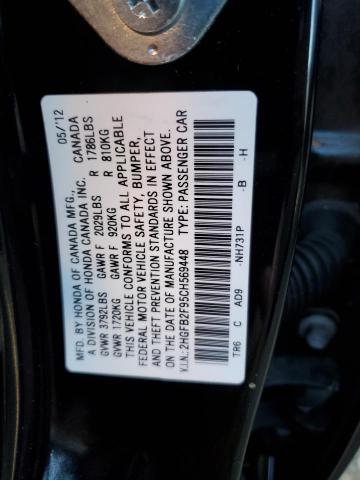 MFD. BY HONDA OF CANADA MFG., CANADA 05/'12
A DIVISION OF HONDA CANADA INC.
GVWR 3792LBS GAWR F 2029LBS R 1786LBS
GVWR 1720KG GAWR F 920KG R 810KG
THIS VEHICLE CONFORMS TO ALL APPLICABLE
FEDERAL MOTOR VEHICLE SAFETY, BUMPER,
AND THEFT PREVENTION STANDARDS IN EFFECT
ON THE DATE OF MANUFACTURE SHOWN ABOVE.
V.I.N.: 2HGFB2F95CH569448 TYPE: PASSENGER CAR
TR6 C AD9 -NH731P -B -H